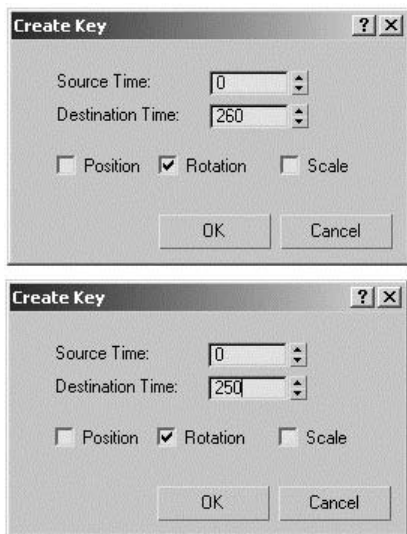 Create Key
Source Time: 0
Destination Time: 260
Position Rotation Scale
OK Cancel
Create Key
Source Time: 0
Destination Time: 250
Position Rotation Scale
OK Cancel